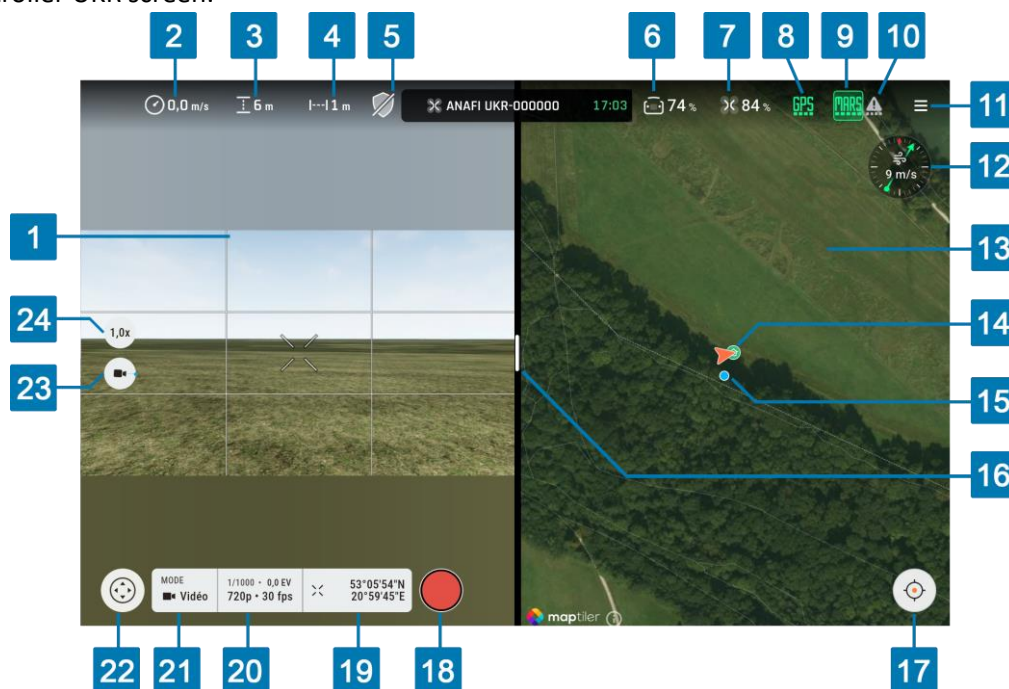 roller UKR screen.
2 3 4 5 6 7 8 9 10
0,0 m/s 6 m 1 m ANAFI UKR-000000 17:03 74 % 84 % GPS MARS
11
9 m/s
12
1
13
24
1,0x
14
23
15
16
MODE
Vidéo
1/1000 • 0,0 EV
720p • 30 fps
53°05'54"N
20°59'45"E
maptiler
22 21 20 19 18 17